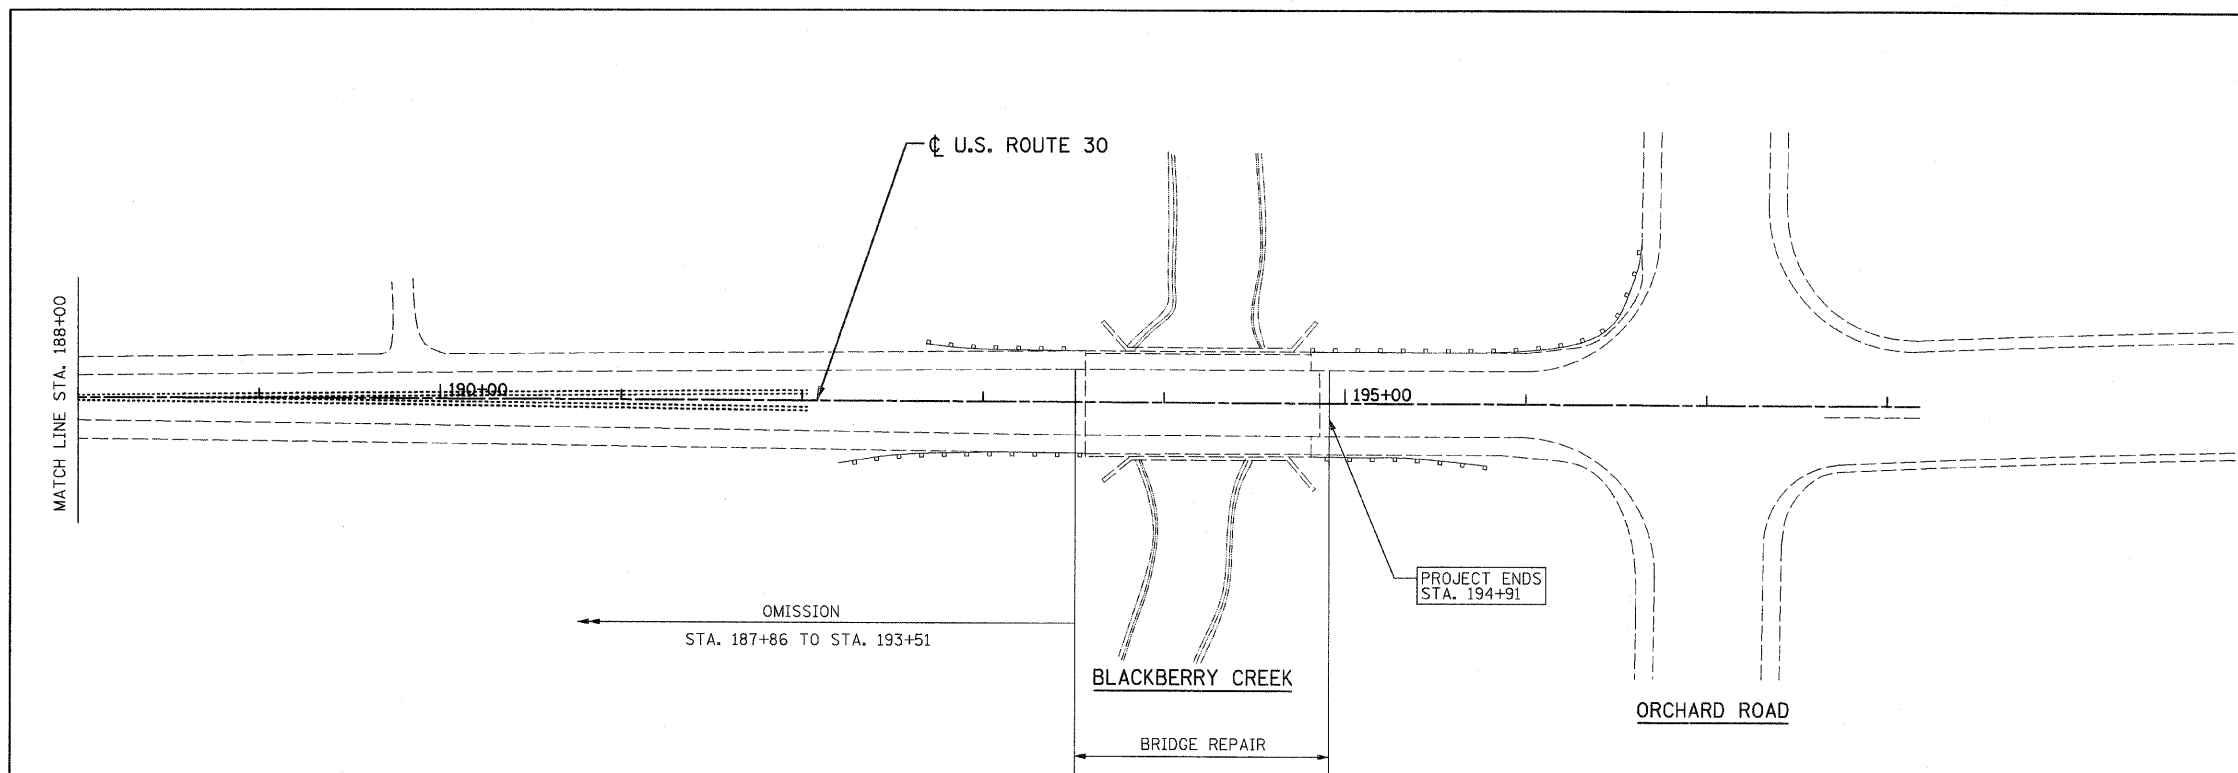 ℄ U.S. ROUTE 30
MATCH LINE STA. 188+00
190+00
195+00
PROJECT ENDS
STA. 194+91
OMISSION
STA. 187+86 TO STA. 193+51
BLACKBERRY CREEK
ORCHARD ROAD
BRIDGE REPAIR